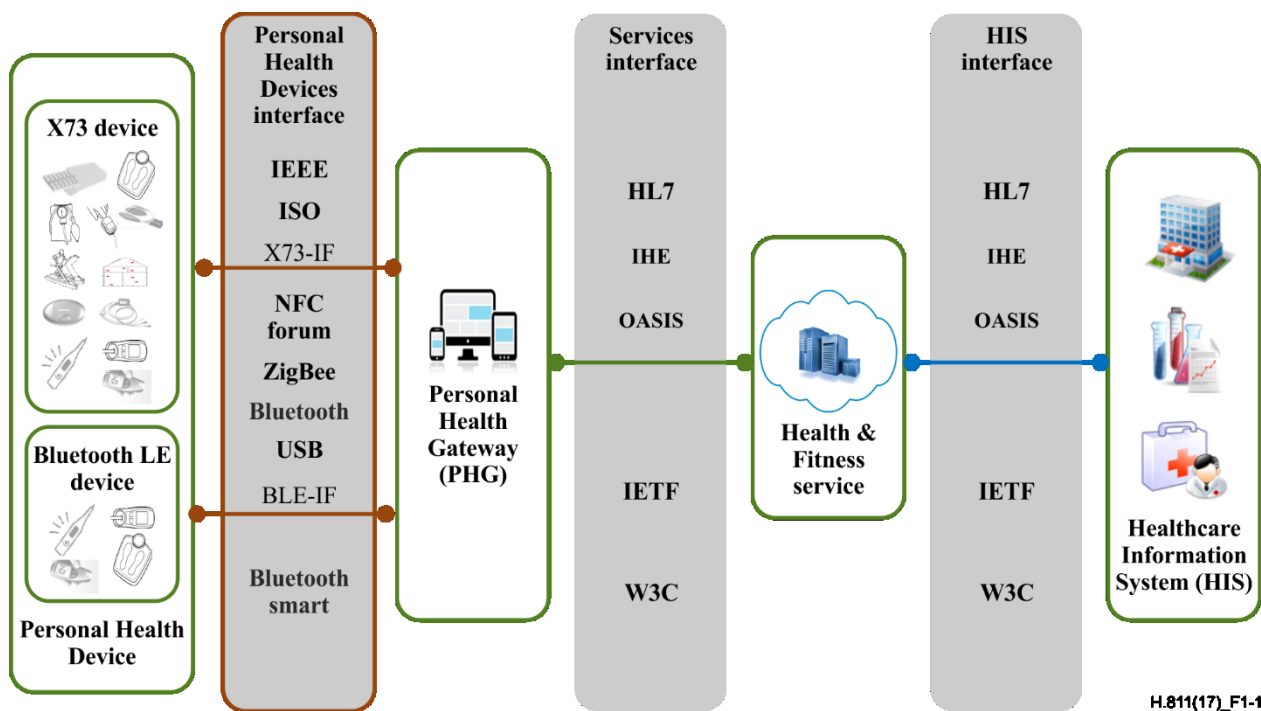 Personal
Health
Devices
interface
Services
interface
HIS
interface
X73 device
IEEE
ISO
X73-IF
NFC
forum
ZigBee
Bluetooth
USB
BLE-IF
Bluetooth
smart
Bluetooth LE
device
Personal Health
Device
Personal
Health
Gateway
(PHG)
HL7
IHE
OASIS
IETF
W3C
Health &
Fitness
service
HL7
IHE
OASIS
IETF
W3C
Healthcare
Information
System (HIS)
H.811(17)_F1-1